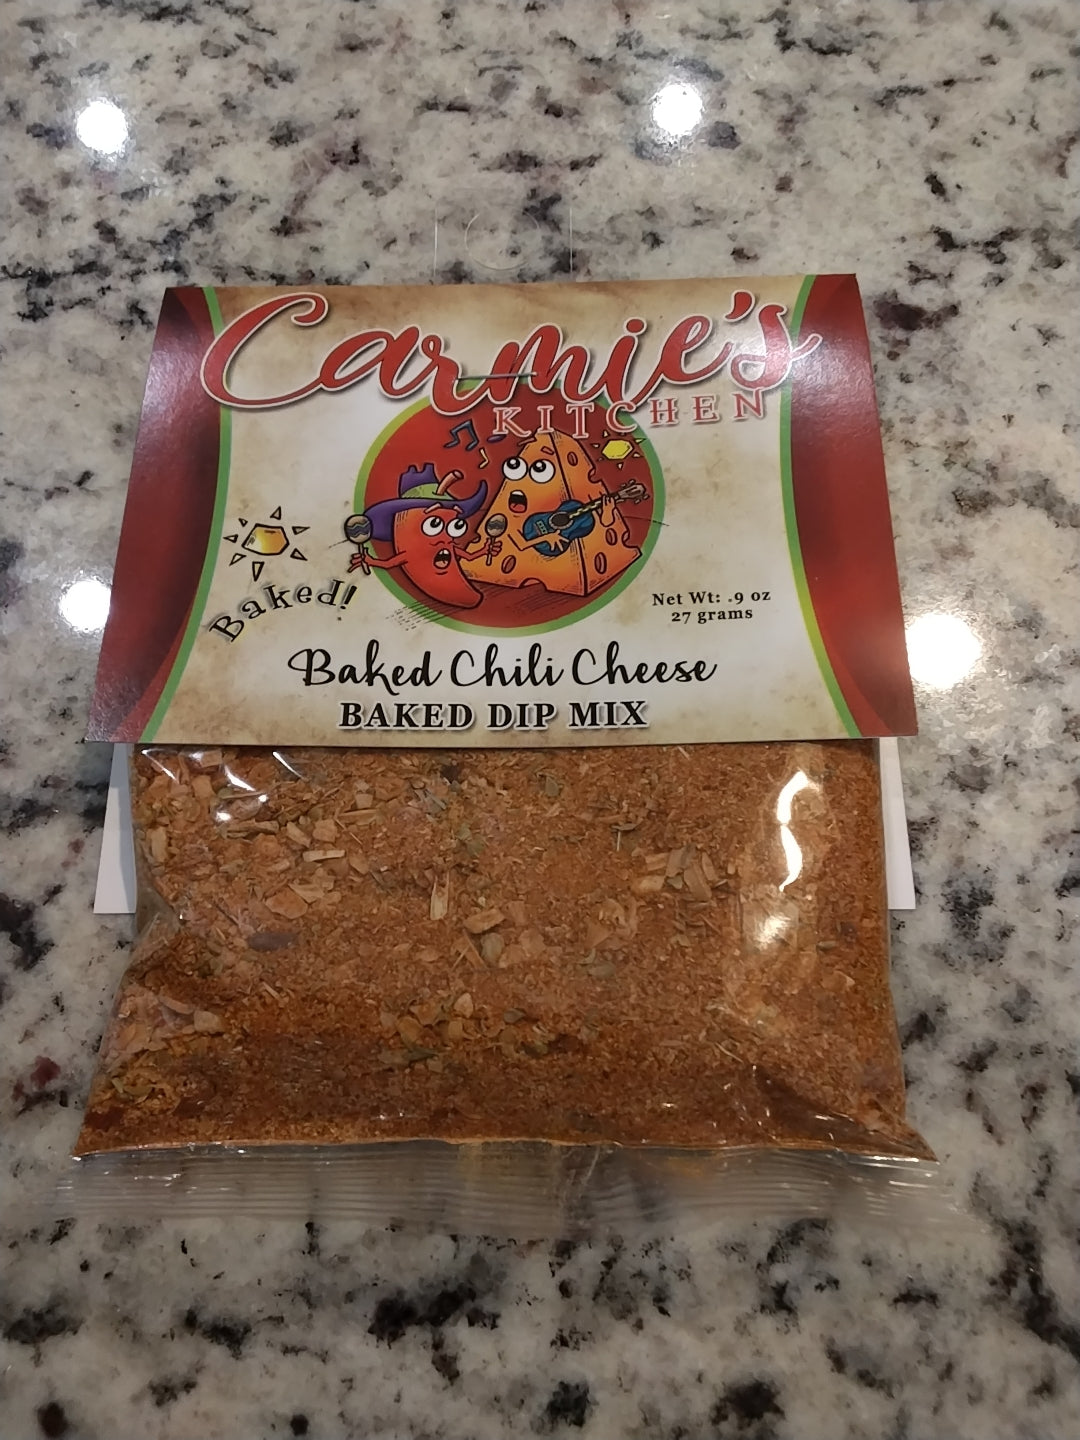 Carmie's
KITCHEN
Baked!
Net Wt: .9 oz
27 grams
Baked Chili Cheese
BAKED DIP MIX